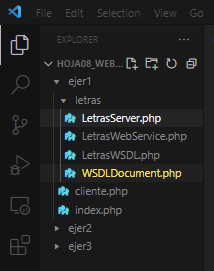 File Edit Selection View
EXPLORER
HOJA08_WEB...
ejer1
letras
LetrasServer.php
LetrasWebService.php
LetrasWSDL.php
WSDLDocument.php
cliente.php
index.php
ejer2
ejer3